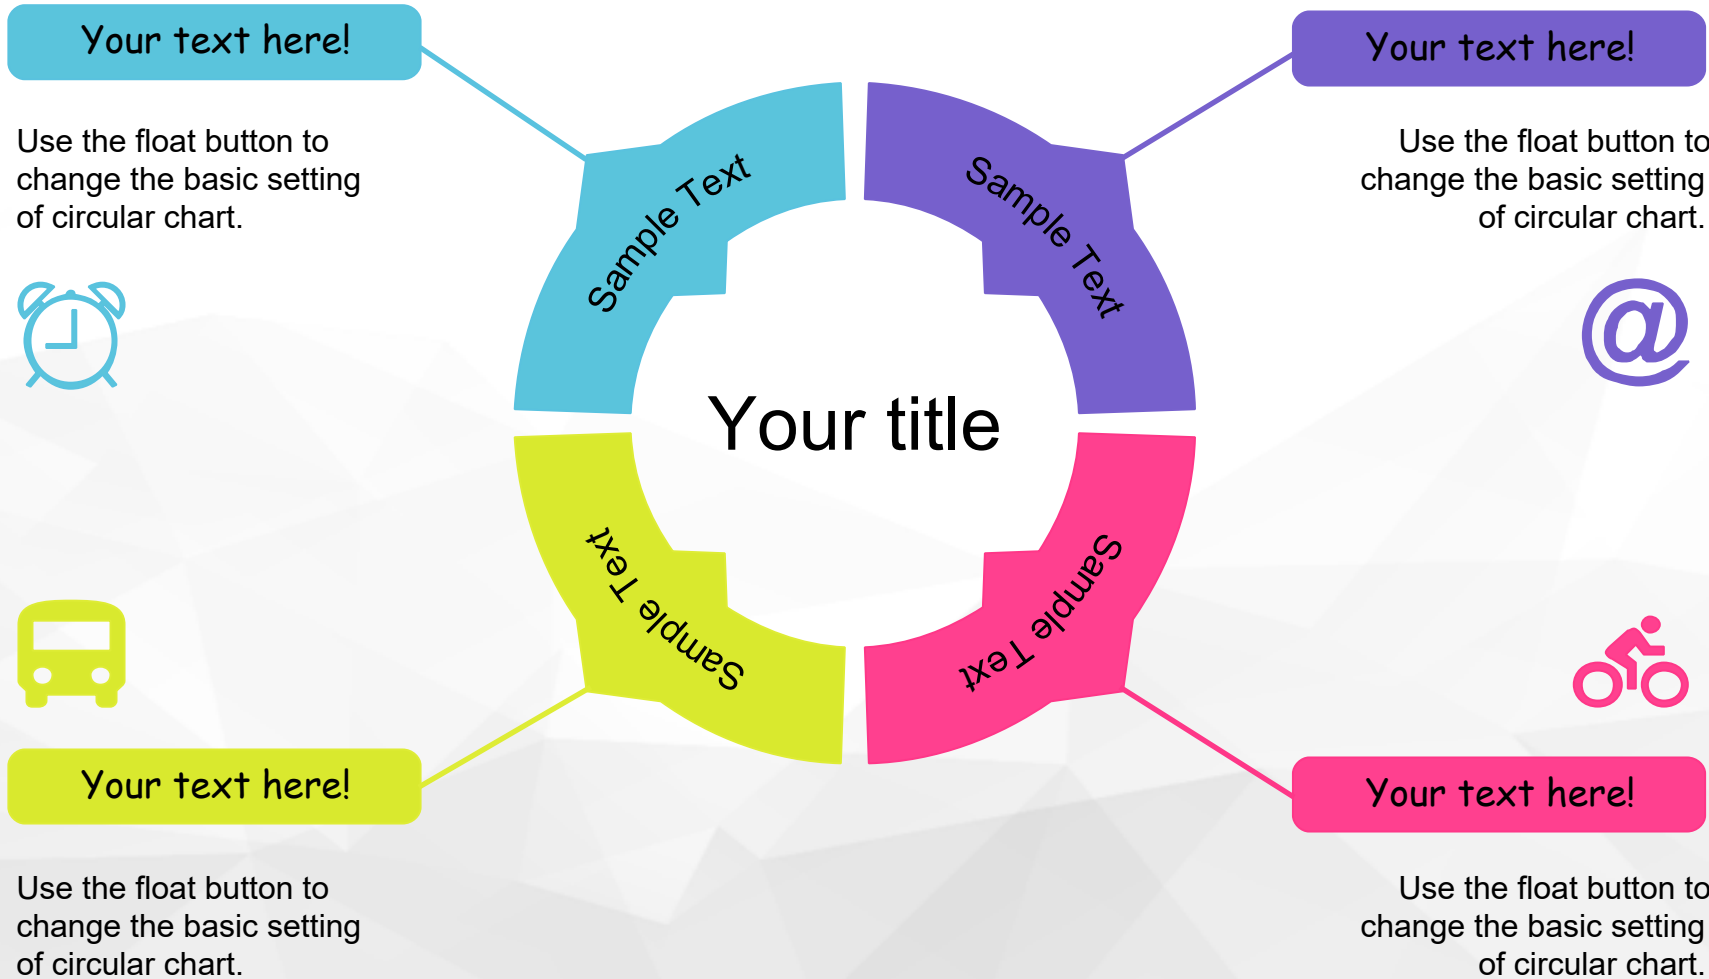 Your text here!
Use the float button to
change the basic setting
of circular chart.
Your text here!
Use the float button to
change the basic setting
of circular chart.
Sample Text
Sample Text
@
Your title
Sample Text
Sample Text
Your text here!
Use the float button to
change the basic setting
of circular chart.
Your text here!
Use the float button to
change the basic setting
of circular chart.